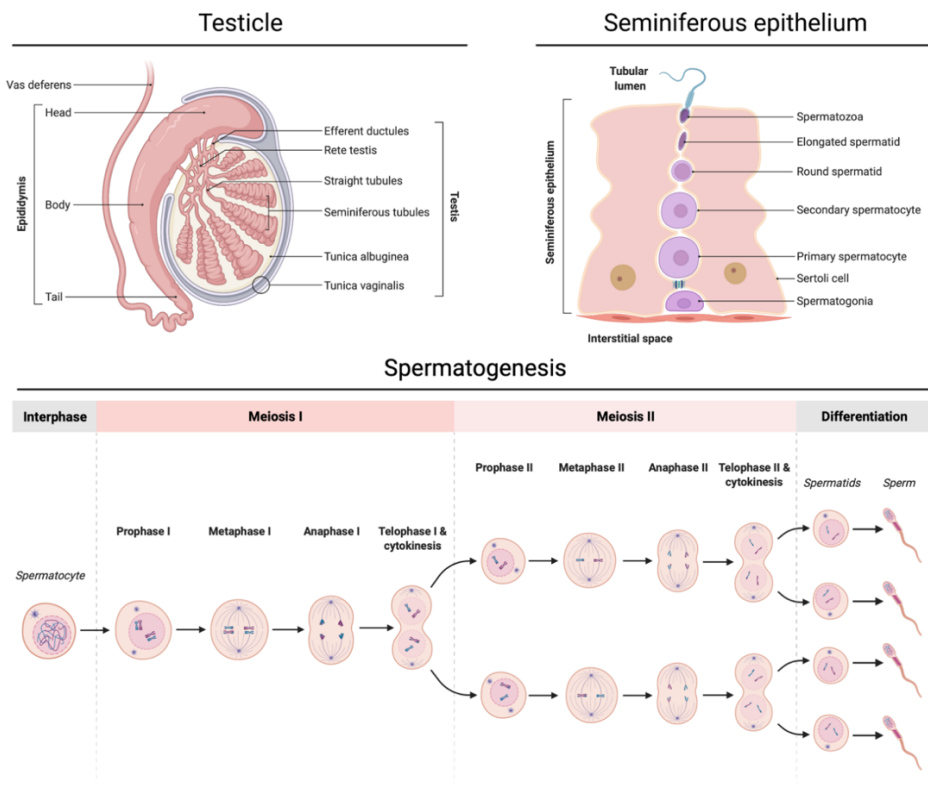 Testicle
Vas deferens
Head
Epididymis
Body
Tail
Efferent ductules
Rete testis
Straight tubules
Seminiferous tubules
Testis
Tunica albuginea
Tunica vaginalis
Seminiferous epithelium
Tubular
lumen
Seminiferous epithelium
Spermatozoa
Elongated spermatid
Round spermatid
Secondary spermatocyte
Primary spermatocyte
Sertoli cell
Spermatogonia
Interstitial space
Spermatogenesis
Interphase
Meiosis I
Meiosis II
Differentiation
Spermatocyte
Prophase I
Metaphase I
Anaphase I
Telophase I &
cytokinesis
Prophase II
Metaphase II
Anaphase II
Telophase II &
cytokinesis
Spermatids
Sperm